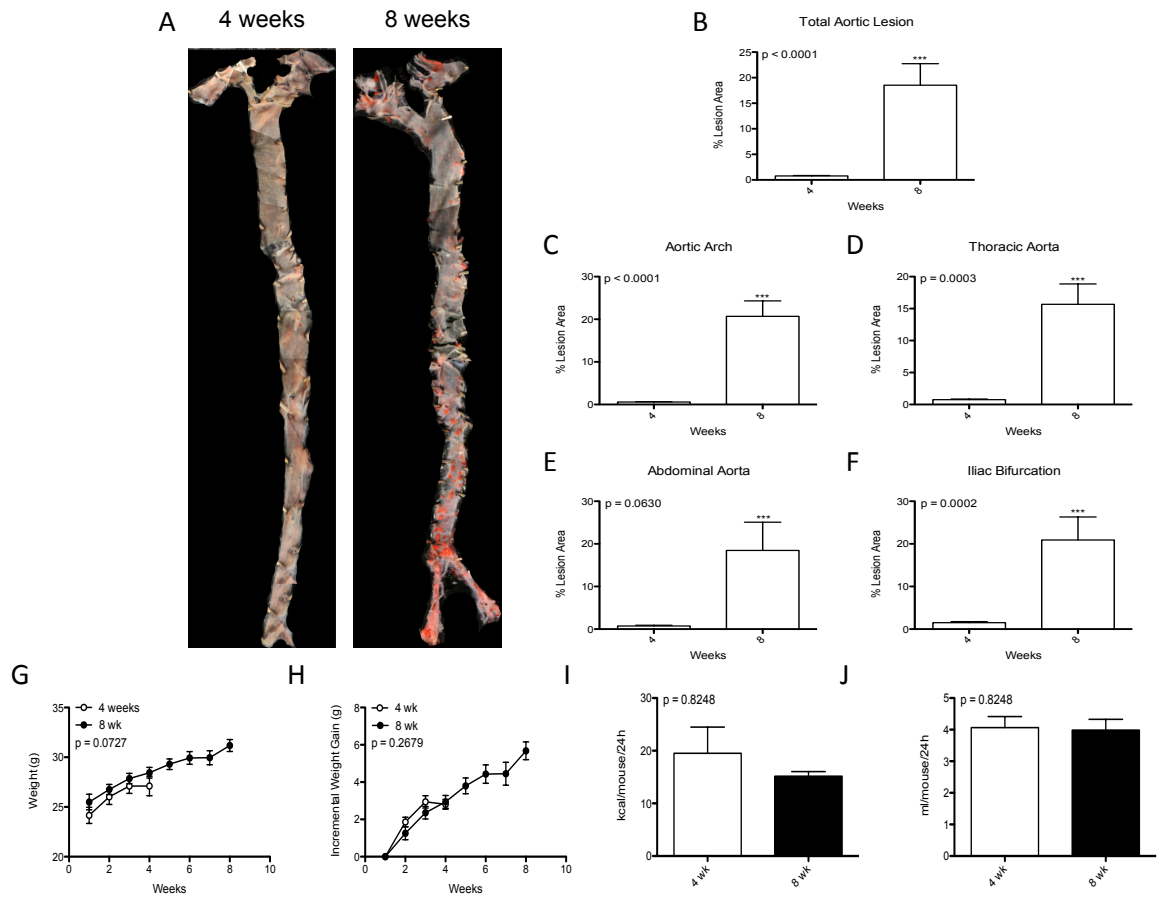 A
4 weeks
8 weeks
B
Total Aortic Lesion
p < 0.0001
***
25
20
15
10
5
0
% Lesion Area
4
8
Weeks
C
Aortic Arch
p < 0.0001
***
30
20
10
0
% Lesion Area
4
8
Weeks
D
Thoracic Aorta
p = 0.0003
***
20
15
10
5
0
% Lesion Area
4
8
Weeks
E
Abdominal Aorta
p = 0.0630
***
30
20
10
0
% Lesion Area
4
8
Weeks
F
Iliac Bifurcation
p = 0.0002
***
30
20
10
0
% Lesion Area
4
8
Weeks
G
35
30
25
20
Weight(g)
4 weeks
8 wk
p = 0.0727
0 2 4 6 8 10
Weeks
H
8
6
4
2
0
Incremental Weight Gain (g)
4 wk
8 wk
p = 0.2679
0 2 4 6 8 10
Weeks
I
30
20
10
0
kcal/mouse/24h
p = 0.8248
4 wk
8 wk
J
5
4
3
2
1
0
ml/mouse/24h
p = 0.8248
4 wk
8 wk